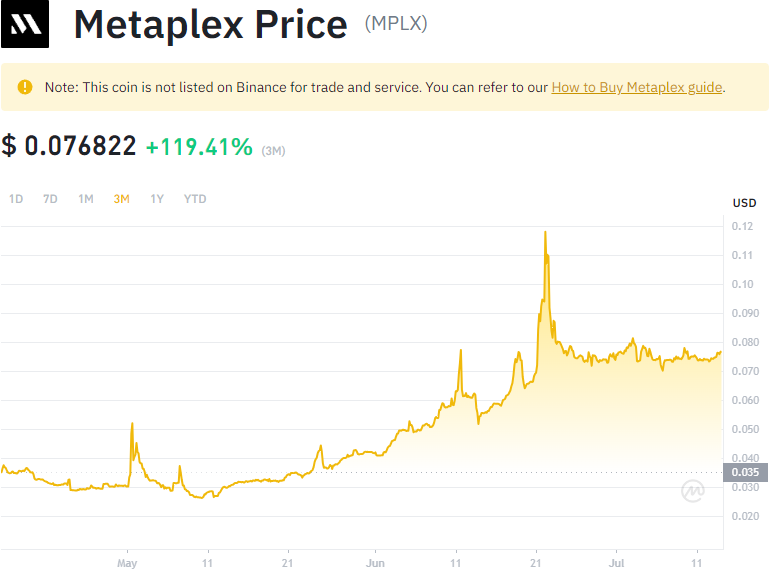 Metaplex Price (MPLX)
Note: This coin is not listed on Binance for trade and service. You can refer to our How to Buy Metaplex guide.
$ 0.076822 +119.41% (3M)
1D 7D 1M 3M 1Y YTD
USD
0.12
0.11
0.10
0.090
0.080
0.070
0.060
0.050
0.040
0.035
0.030
0.020
May 11 21 Jun 11 21 Jul 11